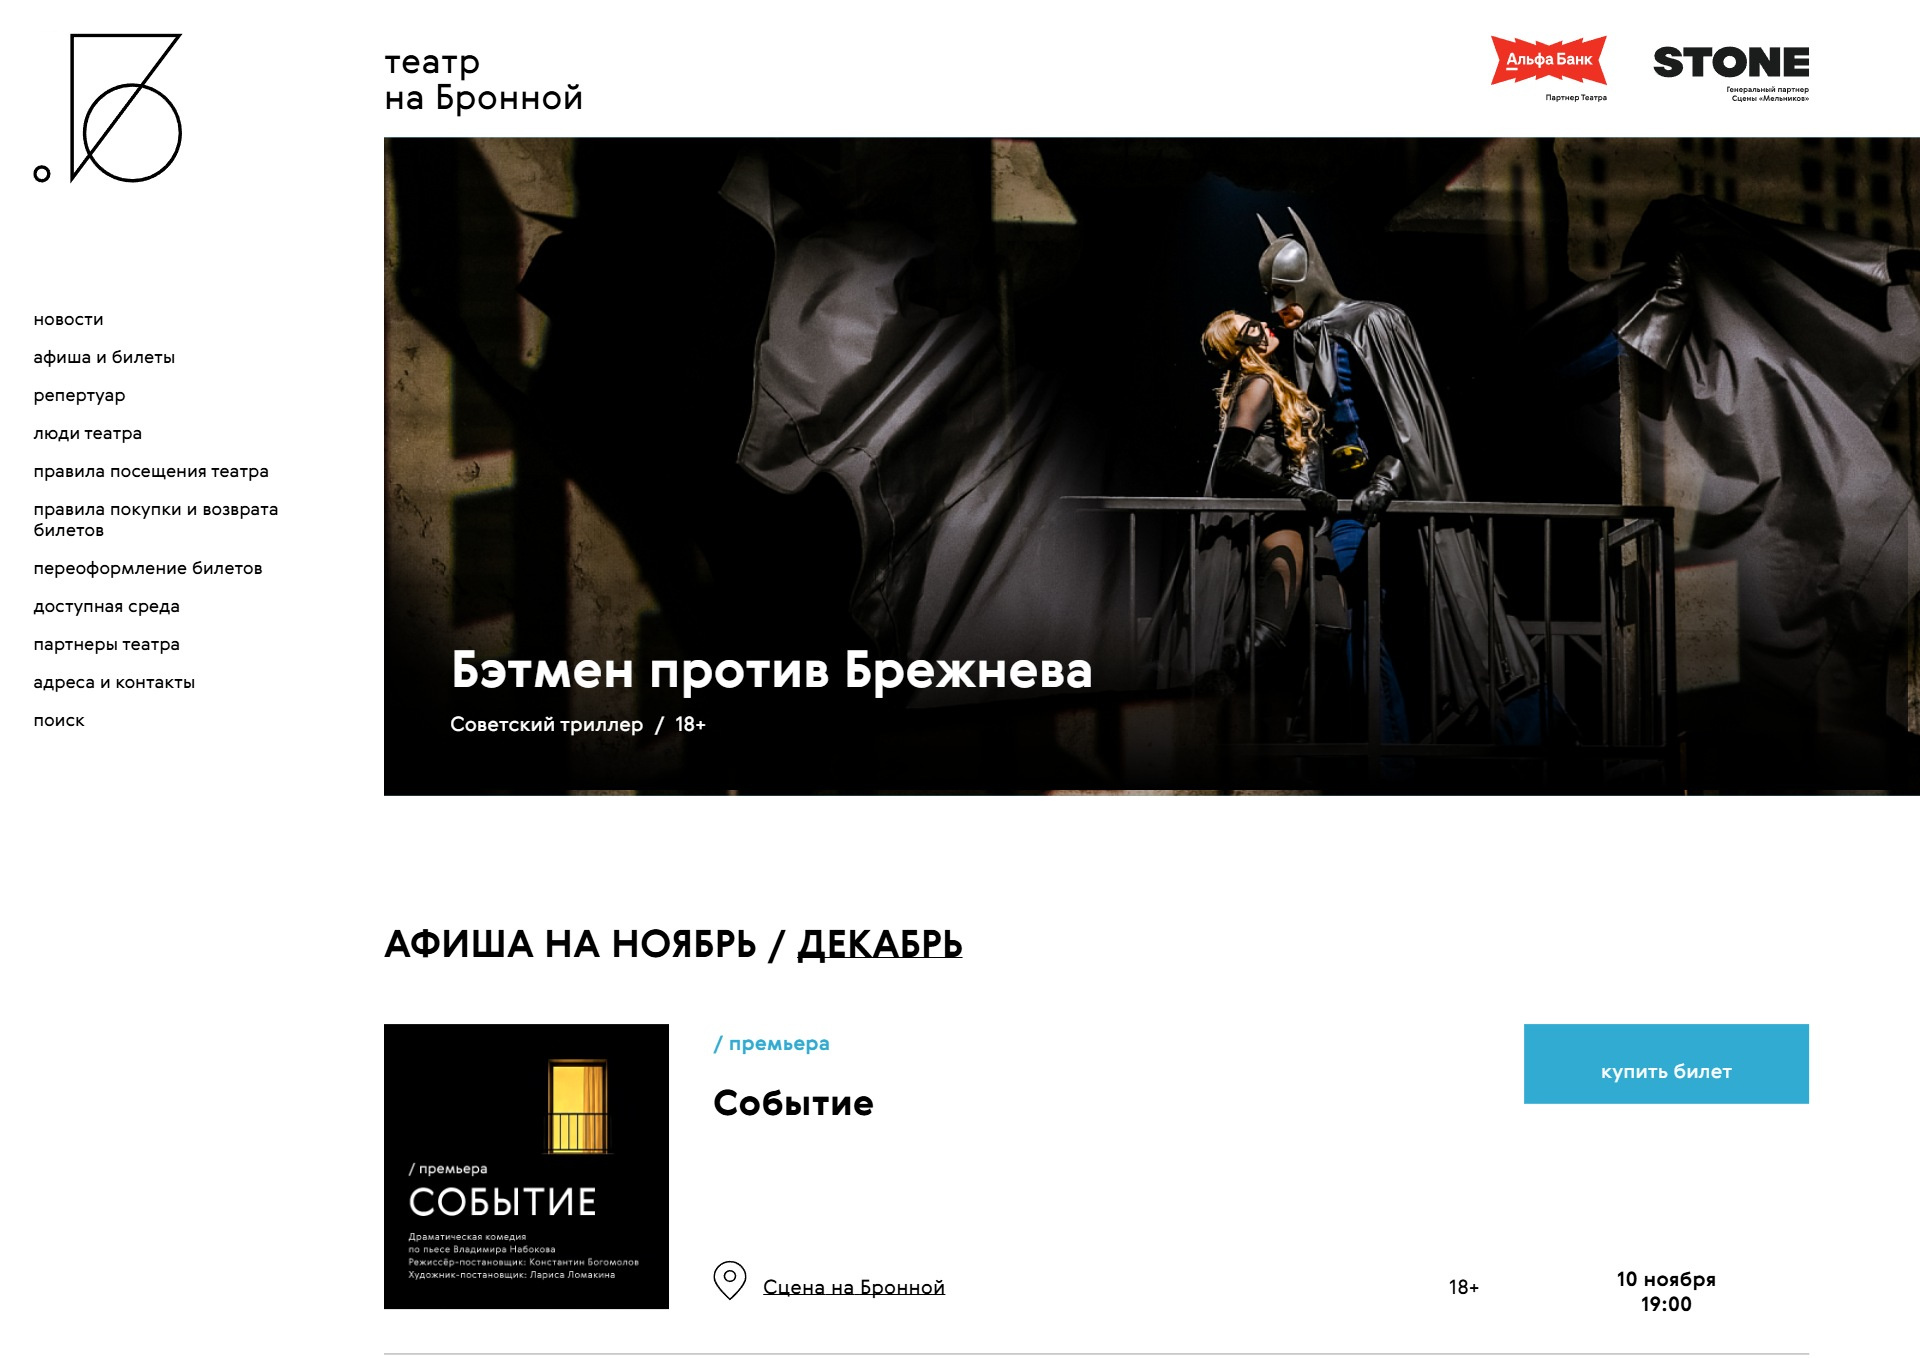 театр
на Бронной
Альфа Банк
Партнер Театра
STONE
Генеральный партнер
Сцены «Мельников»
новости
афиша и билеты
репертуар
люди театра
правила посещения театра
правила покупки и возврата
билетов
переоформление билетов
доступная среда
партнеры театра
адреса и контакты
поиск
Бэтмен против Брежнева
Советский триллер / 18+
АФИША НА НОЯБРЬ / ДЕКАБРЬ
/ премьера
СОБЫТИЕ
Драматическая комедия
по пьесе Владимира Набокова
Режиссёр-постановщик: Константин Богомолов
Художник-постановщик: Лариса Ломакина
/ премьера
Событие
Сцена на Бронной
18+
купить билет
10 ноября
19:00